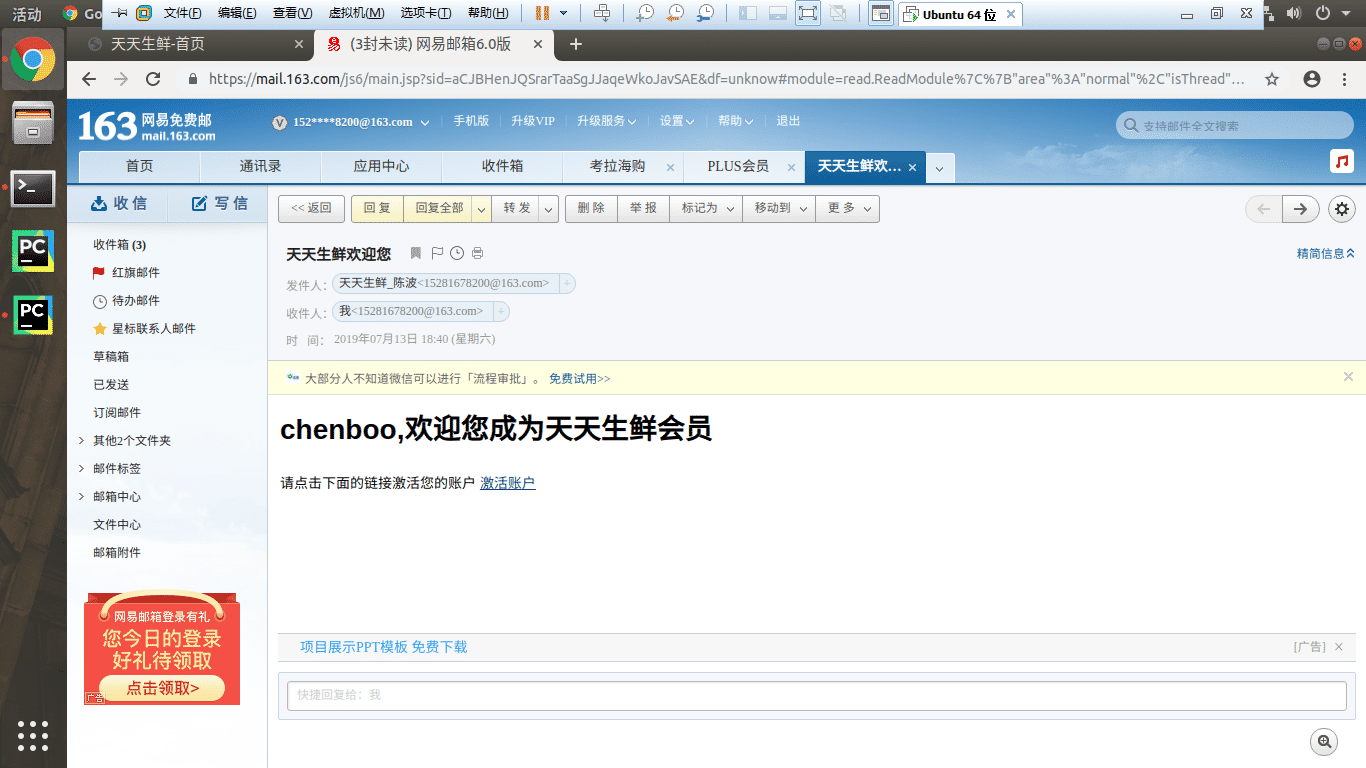 活动
Go
文件(F) 编辑(E) 查看(V) 虚拟机(M) 选项卡(T) 帮助(H)
Ubuntu 64 位
天天生鲜-首页
(3封未读) 网易邮箱6.0版
https://mail.163.com/js6/main.jsp?sid=aCJBHenJQSrarTaaSgJJaqeWkoJavSAE&df=unknow#module=read.ReadModule%7C%7B"area"%3A"normal"%2C"isThread"…
163 网易免费邮
mail.163.com
152****8200@163.com
手机版 升级VIP 升级服务 设置 帮助 退出
支持邮件全文搜索
首页 通讯录 应用中心 收件箱 考拉海购 PLUS会员 天天生鲜欢...
收信 写信
<< 返回 回复 回复全部 转发 删除 举报 标记为 移动到 更多
收件箱 (3)
红旗邮件
待办邮件
星标联系人邮件
草稿箱
已发送
订阅邮件
其他2个文件夹
邮件标签
邮箱中心
文件中心
邮箱附件
网易邮箱登录有礼
您今日的登录
好礼待领取
点击领取>
广告
天天生鲜欢迎您
精简信息
发件人: 天天生鲜_陈波<15281678200@163.com> +
收件人: 我<15281678200@163.com> +
时 间: 2019年07月13日 18:40 (星期六)
大部分人不知道微信可以进行「流程审批」。 免费试用>>
chenboo,欢迎您成为天天生鲜会员
请点击下面的链接激活您的账户 激活账户
项目展示PPT模板 免费下载
[广告]
快捷回复给：我
PC
PC